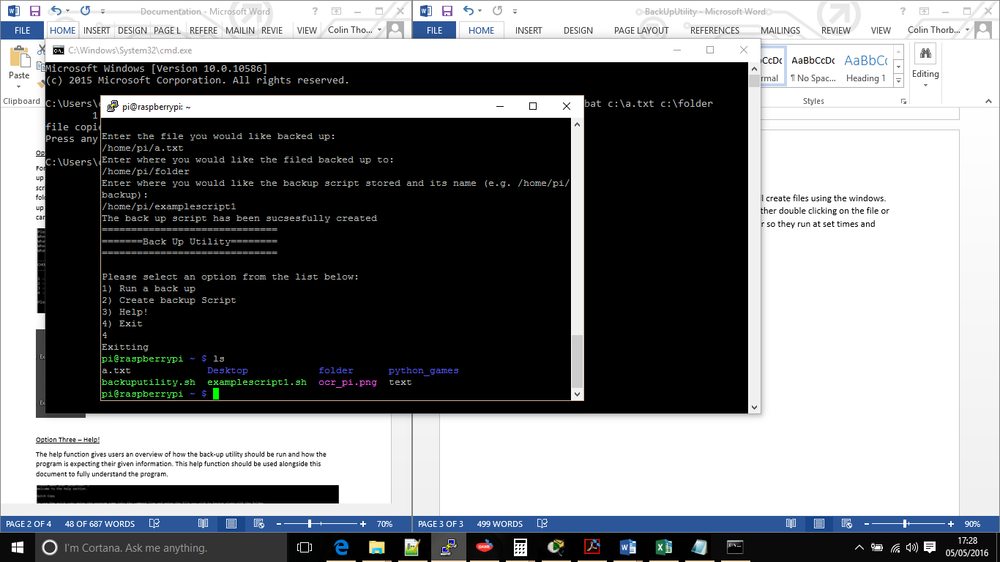 Documentation - Microsoft Word
FILE HOME INSERT DESIGN PAGE L REFERE MAILIN REVIE VIEW Colin Thor...
Paste
Clipboard
BackUpUtility - Microsoft Word
FILE HOME INSERT DESIGN PAGE LAYOUT REFERENCES MAILINGS REVIEW VIEW Colin Thorb...
AaBbCcDc AaBbCc
¶ No Spac... Heading 1
Styles
Editing
C:\Windows\System32\cmd.exe
Microsoft Windows [Version 10.0.10586]
(c) 2015 Microsoft Corporation. All rights reserved.
C:\Users\ bat c:\a.txt c:\folder
1
file copie
Press any
C:\Users\
pi@raspberrypi: ~
Enter the file you would like backed up:
/home/pi/a.txt
Enter where you would like the filed backed up to:
/home/pi/folder
Enter where you would like the backup script stored and its name (e.g. /home/pi/
backup):
/home/pi/examplescript1
The back up script has been sucsesfully created
==============================
=======Back Up Utility========
==============================
Please select an option from the list below:
1) Run a back up
2) Create backup Script
3) Help!
4) Exit
4
Exitting
pi@raspberrypi ~ $ ls
a.txt Desktop folder python_games
backuputility.sh examplescript1.sh ocr_pi.png text
pi@raspberrypi ~ $
l create files using the windows.
ther double clicking on the file or
r so they run at set times and
Option Three – Help!
The help function gives users an overview of how the back-up utility should be run and how the
program is expecting their given information. This help function should be used alongside this
document to fully understand the program.
Welcome to the help section.
Quick Copy
PAGE 2 OF 4 48 OF 687 WORDS 70%
PAGE 3 OF 3 499 WORDS 90%
I'm Cortana. Ask me anything.
GAME
17:28
05/05/2016